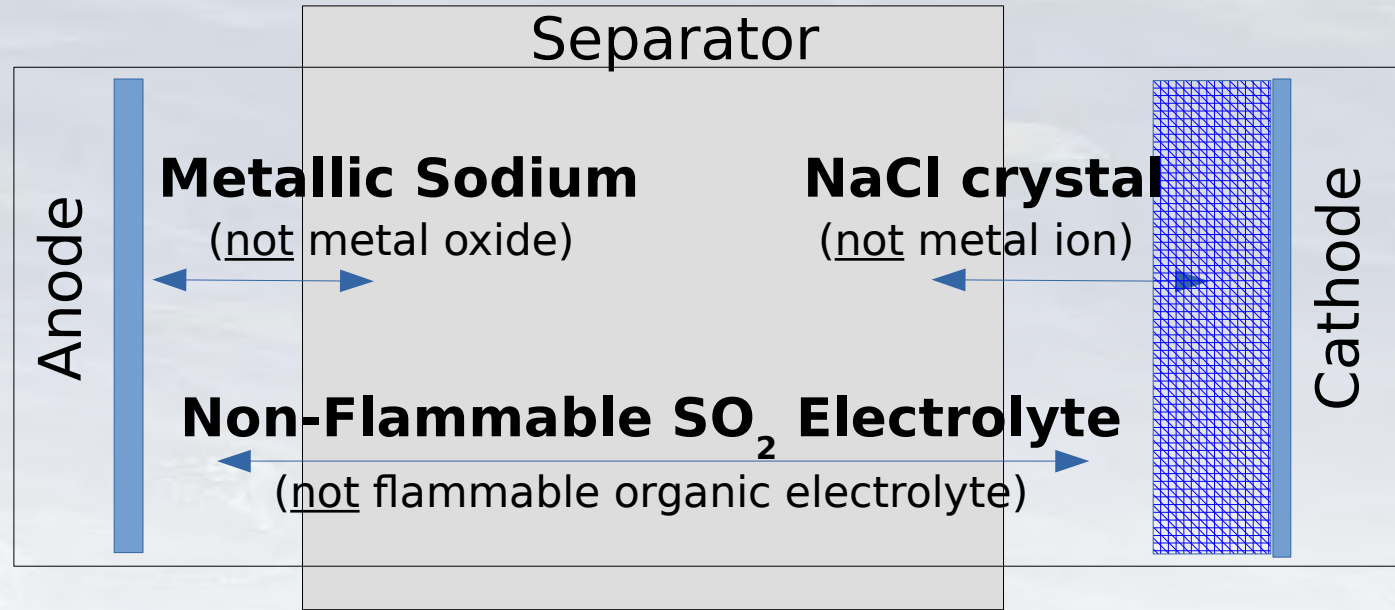 Separator
Anode
Metallic Sodium
(not metal oxide)
NaCl crystal
(not metal ion)
Cathode
Non-Flammable SO₂ Electrolyte
(not flammable organic electrolyte)